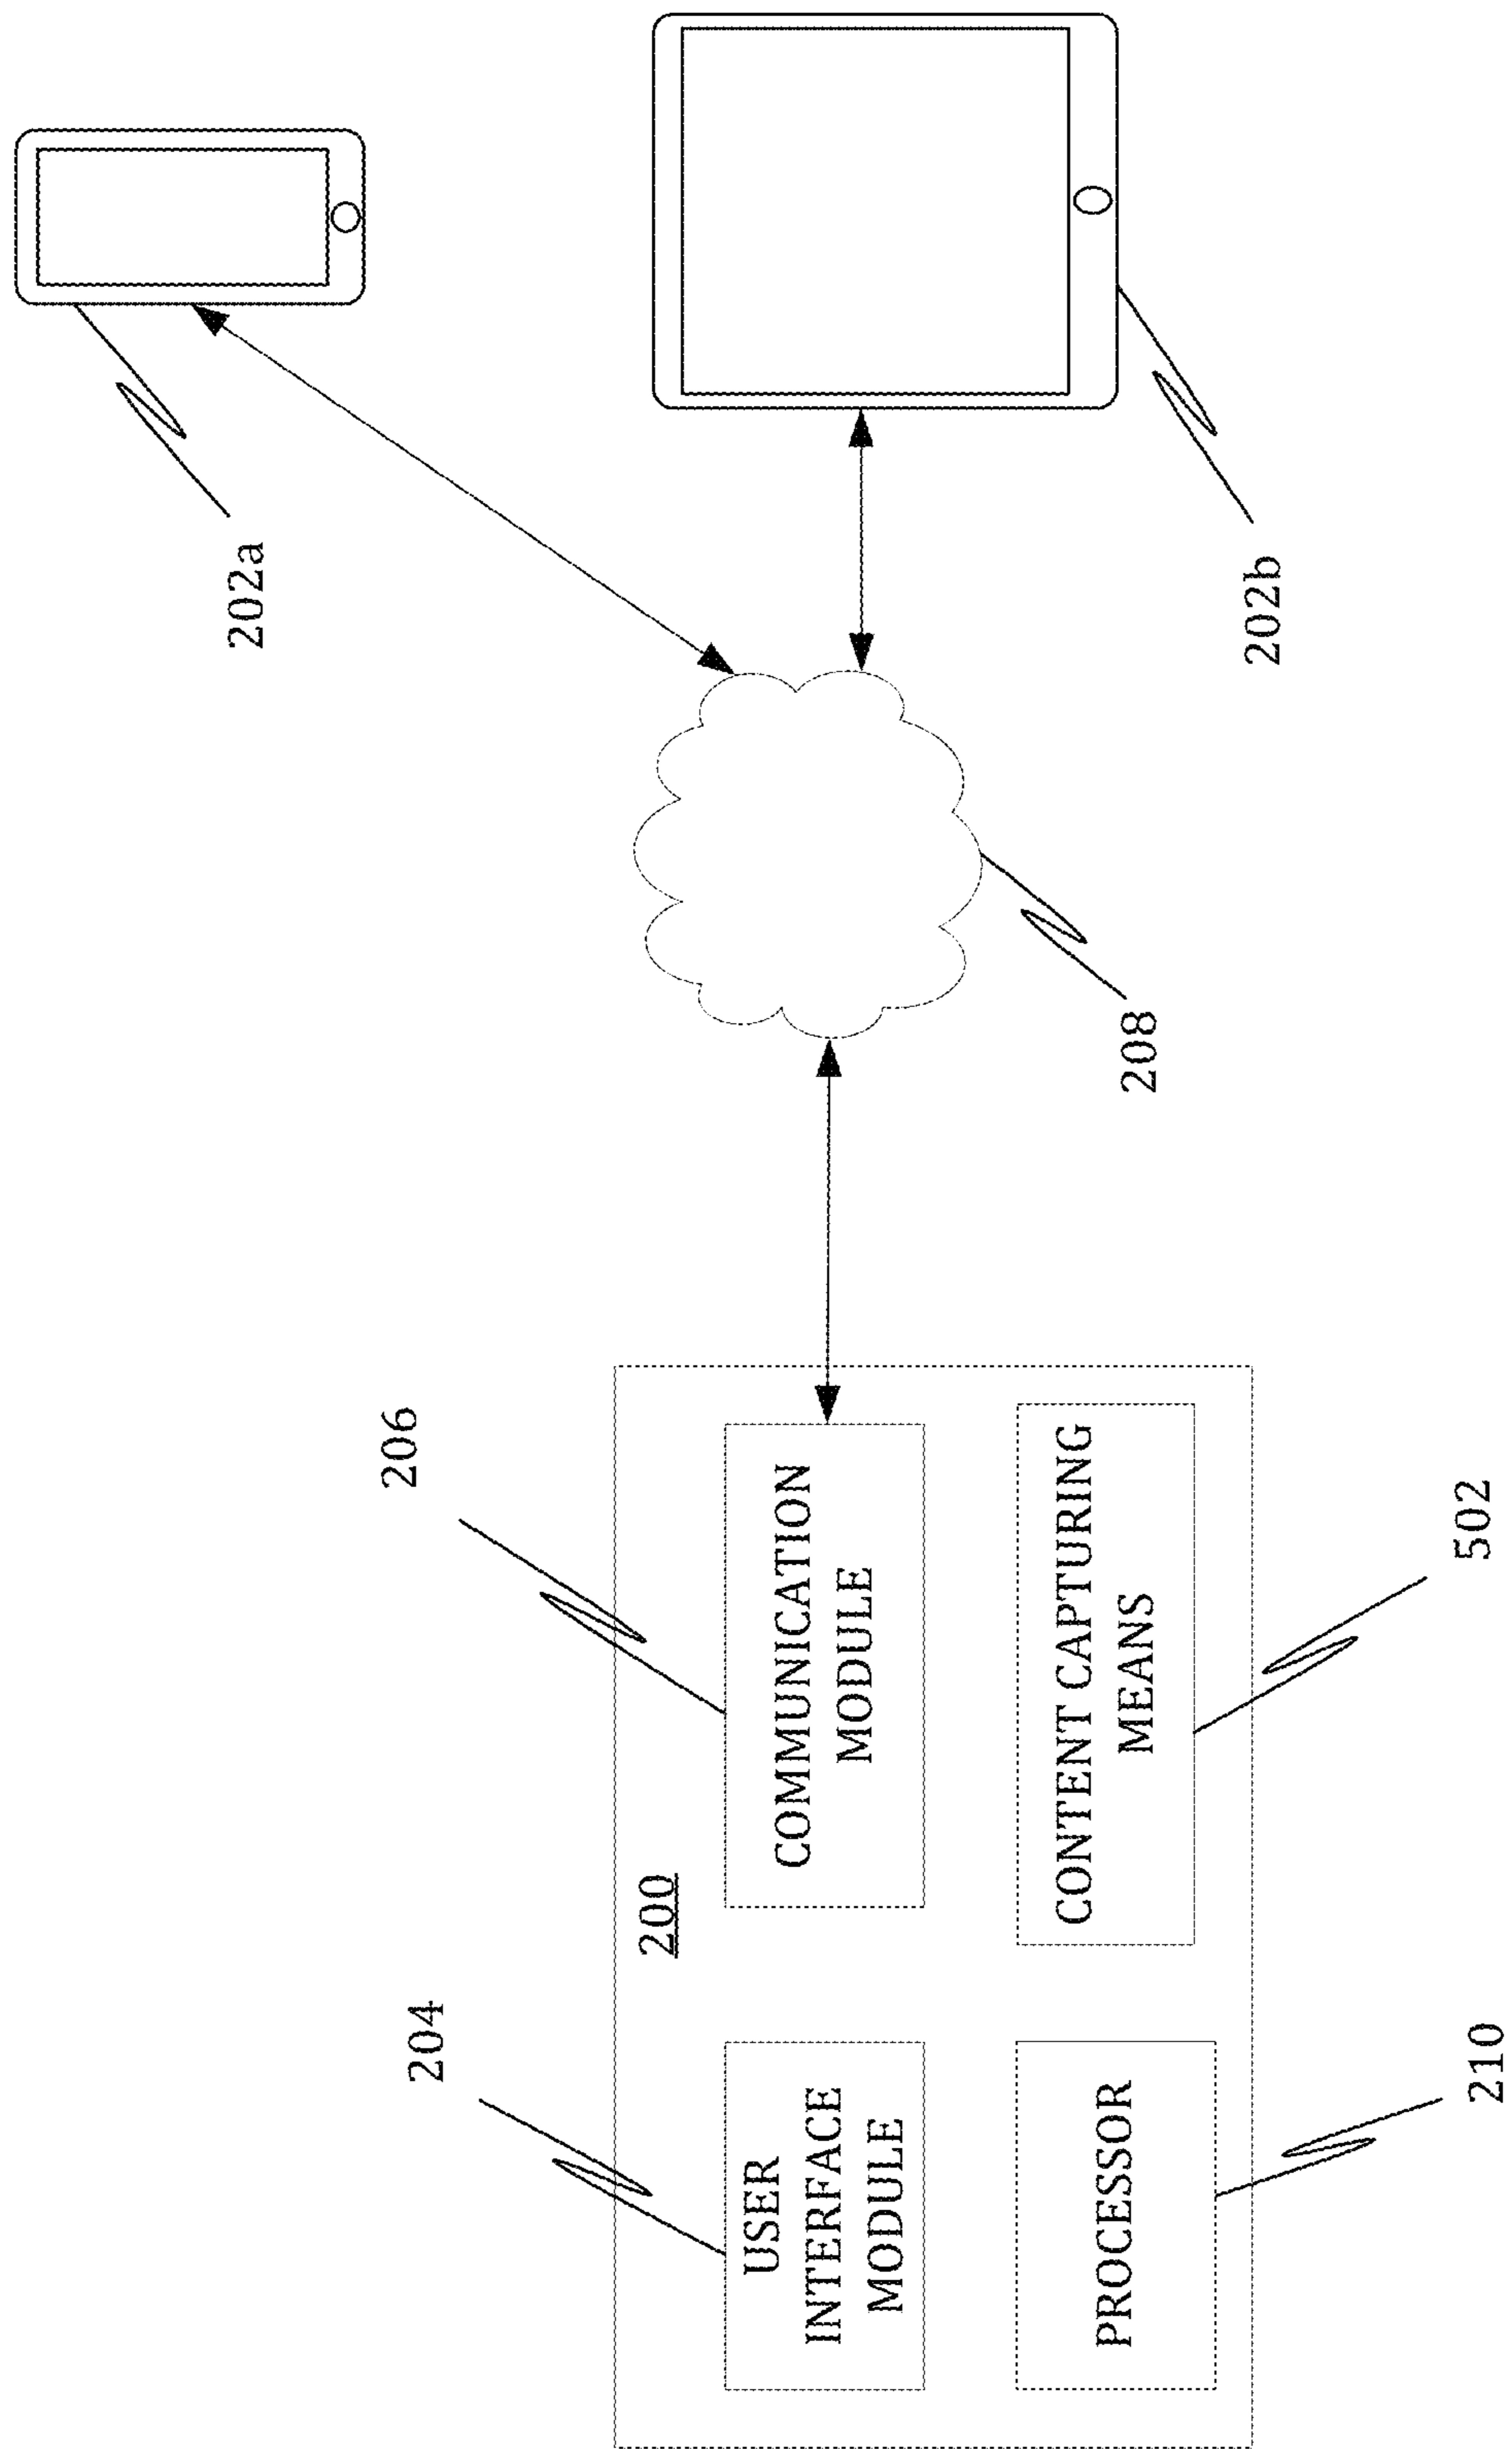 204
206
200
USER
INTERFACE
MODULE
COMMUNICATION
MODULE
PROCESSOR
CONTENT CAPTURING
MEANS
210
502
208
202a
202b